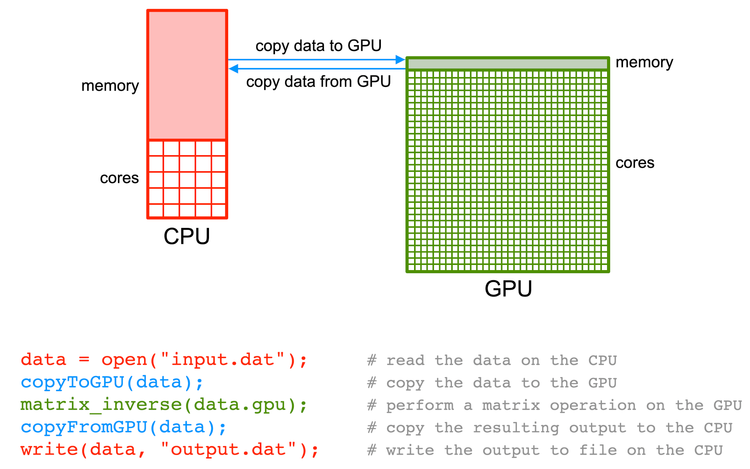 copy data to GPU
copy data from GPU
memory
memory
cores
cores
CPU
GPU
data = open("input.dat"); # read the data on the CPU
copyToGPU(data); # copy the data to the GPU
matrix_inverse(data.gpu); # perform a matrix operation on the GPU
copyFromGPU(data); # copy the resulting output to the CPU
write(data, "output.dat"); # write the output to file on the CPU